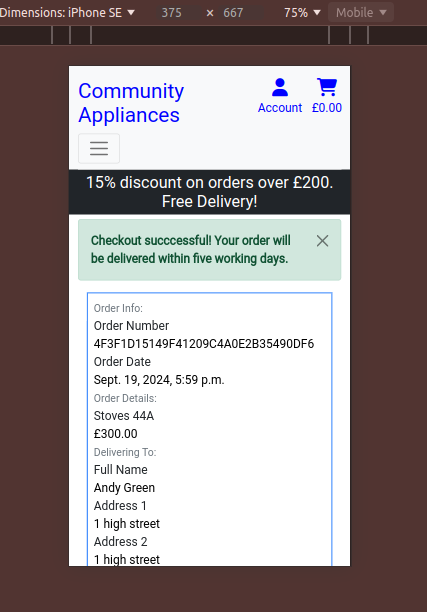 Dimensions: iPhone SE 375 × 667 75% Mobile
Community
Appliances
Account £0.00
15% discount on orders over £200.
Free Delivery!
Checkout succcessful! Your order will
be delivered within five working days.
Order Info:
Order Number
4F3F1D15149F41209C4A0E2B35490DF6
Order Date
Sept. 19, 2024, 5:59 p.m.
Order Details:
Stoves 44A
£300.00
Delivering To:
Full Name
Andy Green
Address 1
1 high street
Address 2
1 high street